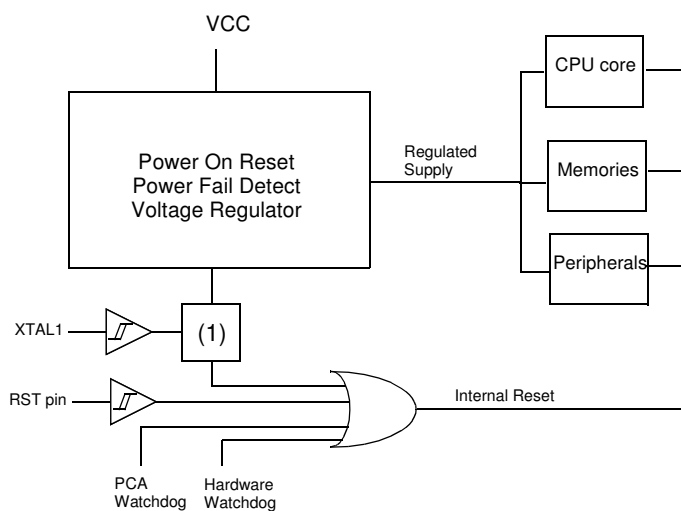 VCC
CPU core
Power On Reset
Power Fail Detect
Voltage Regulator
Regulated
Supply
Memories
Peripherals
XTAL1
(1)
RST pin
Internal Reset
PCA
Watchdog
Hardware
Watchdog